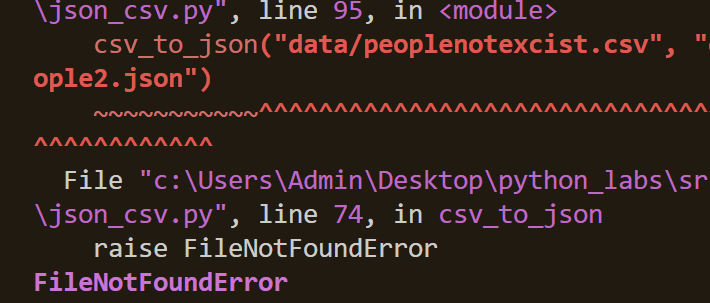 \json_csv.py", line 95, in <module>
csv_to_json("data/peoplenotexcist.csv", "
ople2.json")
~~~~~~~~~~~^^^^^^^^^^^^^^^^^^^^^^^^^^^^^^
^^^^^^^^^^^^
File "c:\Users\Admin\Desktop\python_labs\sr
\json_csv.py", line 74, in csv_to_json
raise FileNotFoundError
FileNotFoundError